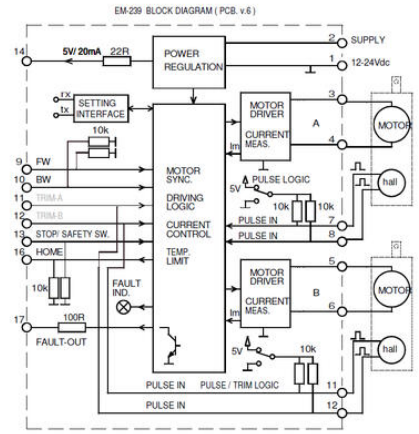 EM-239 BLOCK DIAGRAM ( PCB. v.6 )
14
5V/ 20mA
22R
POWER
REGULATION
2
SUPPLY
1
12-24Vdc
rx
tx
SETTING
INTERFACE
10k
MOTOR
DRIVER
CURRENT
MEAS.
Im
A
3
4
MOTOR
hall
9
FW
10
BW
11
TRIM-A
12
TRIM-B
13
STOP/ SAFETY SW.
16
HOME
MOTOR
SYNC.
DRIVING
LOGIC
CURRENT
CONTROL
TEMP.
LIMIT
5V
PULSE LOGIC
10k
10k
PULSE IN
7
PULSE IN
8
10k
FAULT
IND.
MOTOR
DRIVER
CURRENT
MEAS.
Im
B
5
6
MOTOR
hall
17
100R
FAULT-OUT
5V
10k
PULSE IN
PULSE / TRIM LOGIC
11
PULSE IN
12